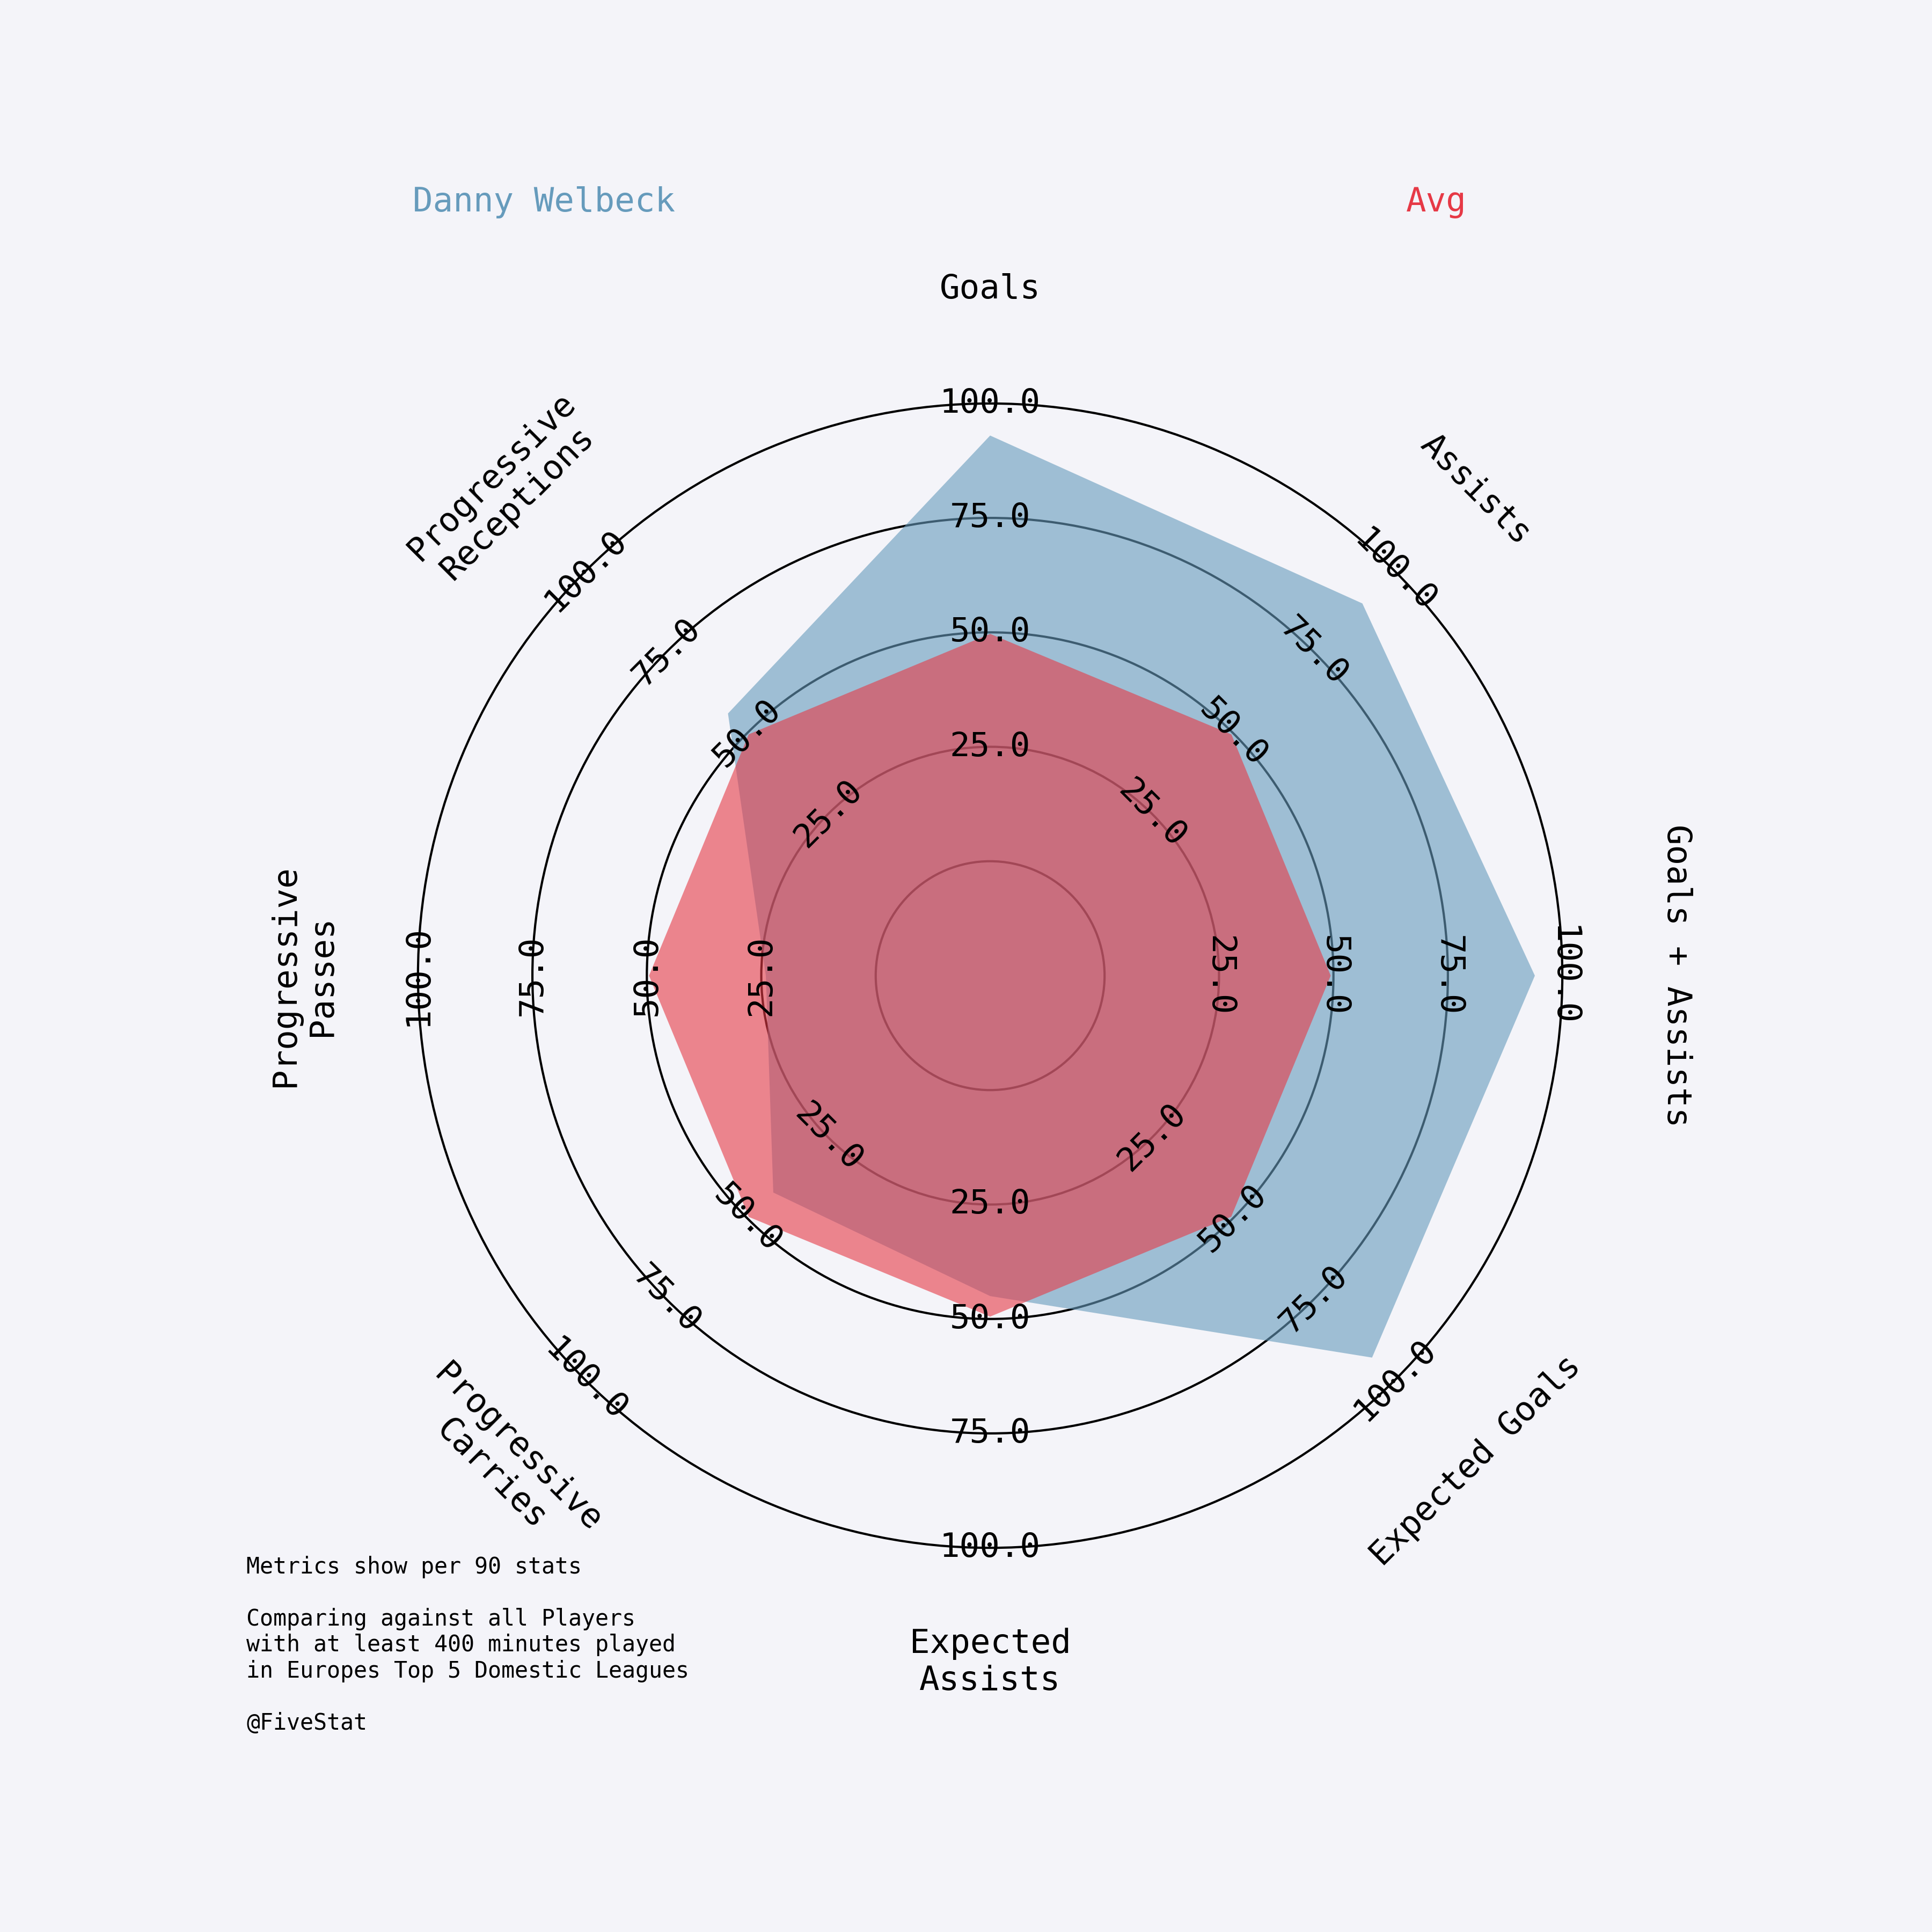 Danny Welbeck
Avg
Goals
Assists
Goals + Assists
Expected Goals
Expected
Assists
Progressive
Carries
Progressive
Passes
Progressive
Receptions
100.0
75.0
50.0
25.0
100.0
75.0
50.0
25.0
100.0
75.0
50.0
25.0
100.0
75.0
50.0
25.0
25.0
50.0
75.0
100.0
25.0
50.0
75.0
100.0
100.0
75.0
50.0
25.0
100.0
75.0
50.0
25.0
Metrics show per 90 stats
Comparing against all Players
with at least 400 minutes played
in Europes Top 5 Domestic Leagues
@FiveStat